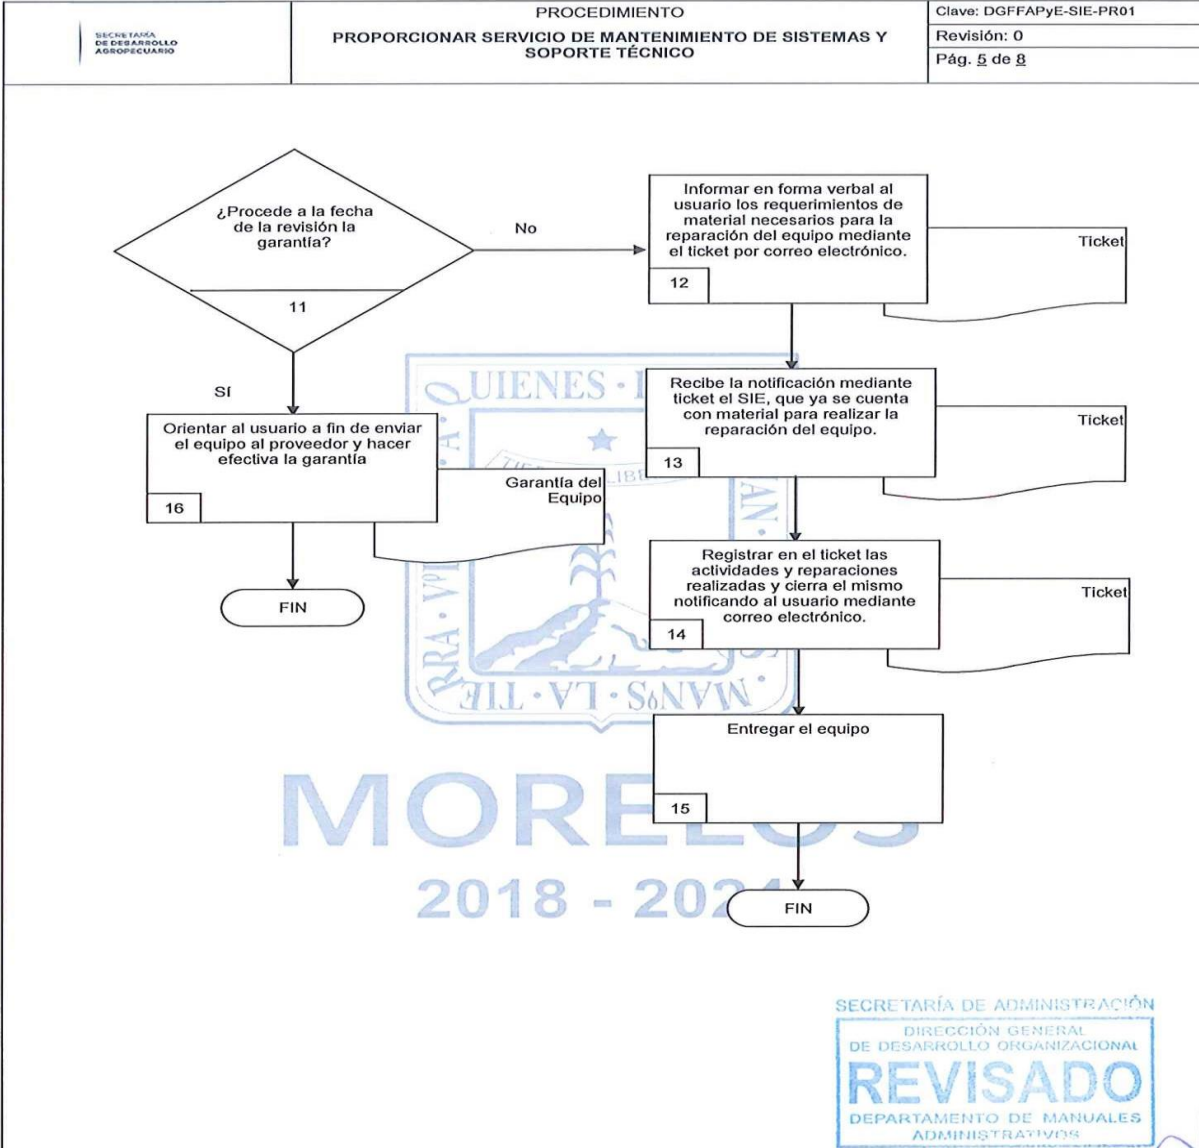 SECRETARÍA
DE DESARROLLO
AGROPECUARIO
PROCEDIMIENTO
PROPORCIONAR SERVICIO DE MANTENIMIENTO DE SISTEMAS Y
SOPORTE TÉCNICO
Clave: DGFFAPyE-SIE-PR01
Revisión: 0
Pág. 5 de 8
¿Procede a la fecha
de la revisión la
garantía?
11
No
Sí
Informar en forma verbal al
usuario los requerimientos de
material necesarios para la
reparación del equipo mediante
el ticket por correo electrónico.
12
Ticket
Recibe la notificación mediante
ticket el SIE, que ya se cuenta
con material para realizar la
reparación del equipo.
13
Ticket
Orientar al usuario a fin de enviar
el equipo al proveedor y hacer
efectiva la garantía
16
Garantía del
Equipo
FIN
Registrar en el ticket las
actividades y reparaciones
realizadas y cierra el mismo
notificando al usuario mediante
correo electrónico.
14
Ticket
Entregar el equipo
15
FIN
QUIENES
MANOS · LA · TIE
MORELOS
2018 - 2024
SECRETARÍA DE ADMINISTRACIÓN
DIRECCIÓN GENERAL
DE DESARROLLO ORGANIZACIONAL
REVISADO
DEPARTAMENTO DE MANUALES
ADMINISTRATIVOS